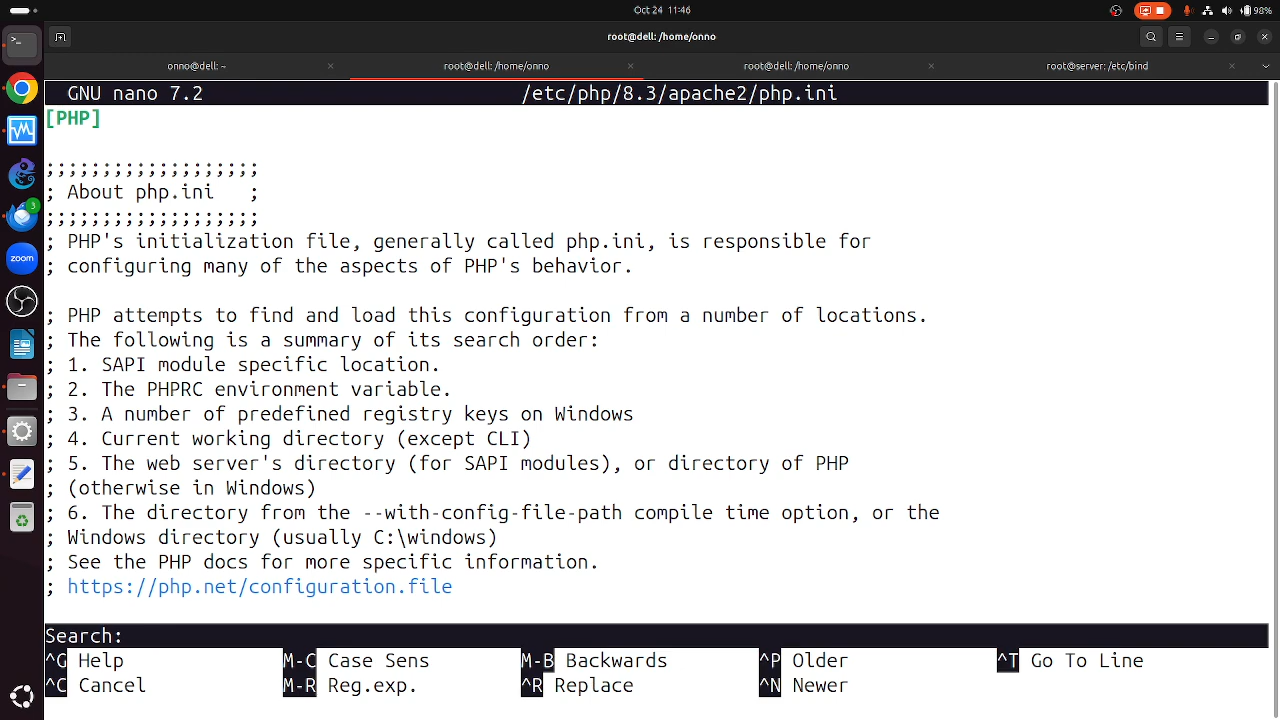 Oct 24 11:46
98%
root@dell: /home/onno
onno@dell: ~
root@dell: /home/onno
root@dell: /home/onno
root@server: /etc/bind
GNU nano 7.2 /etc/php/8.3/apache2/php.ini
[PHP]
;;;;;;;;;;;;;;;;;;;
; About php.ini   ;
;;;;;;;;;;;;;;;;;;;
; PHP's initialization file, generally called php.ini, is responsible for
; configuring many of the aspects of PHP's behavior.
; PHP attempts to find and load this configuration from a number of locations.
; The following is a summary of its search order:
; 1. SAPI module specific location.
; 2. The PHPRC environment variable.
; 3. A number of predefined registry keys on Windows
; 4. Current working directory (except CLI)
; 5. The web server's directory (for SAPI modules), or directory of PHP
; (otherwise in Windows)
; 6. The directory from the --with-config-file-path compile time option, or the
; Windows directory (usually C:\windows)
; See the PHP docs for more specific information.
; https://php.net/configuration.file
Search:
^G Help M-C Case Sens M-B Backwards ^P Older ^T Go To Line
^C Cancel M-R Reg.exp. ^R Replace ^N Newer
3
zoom